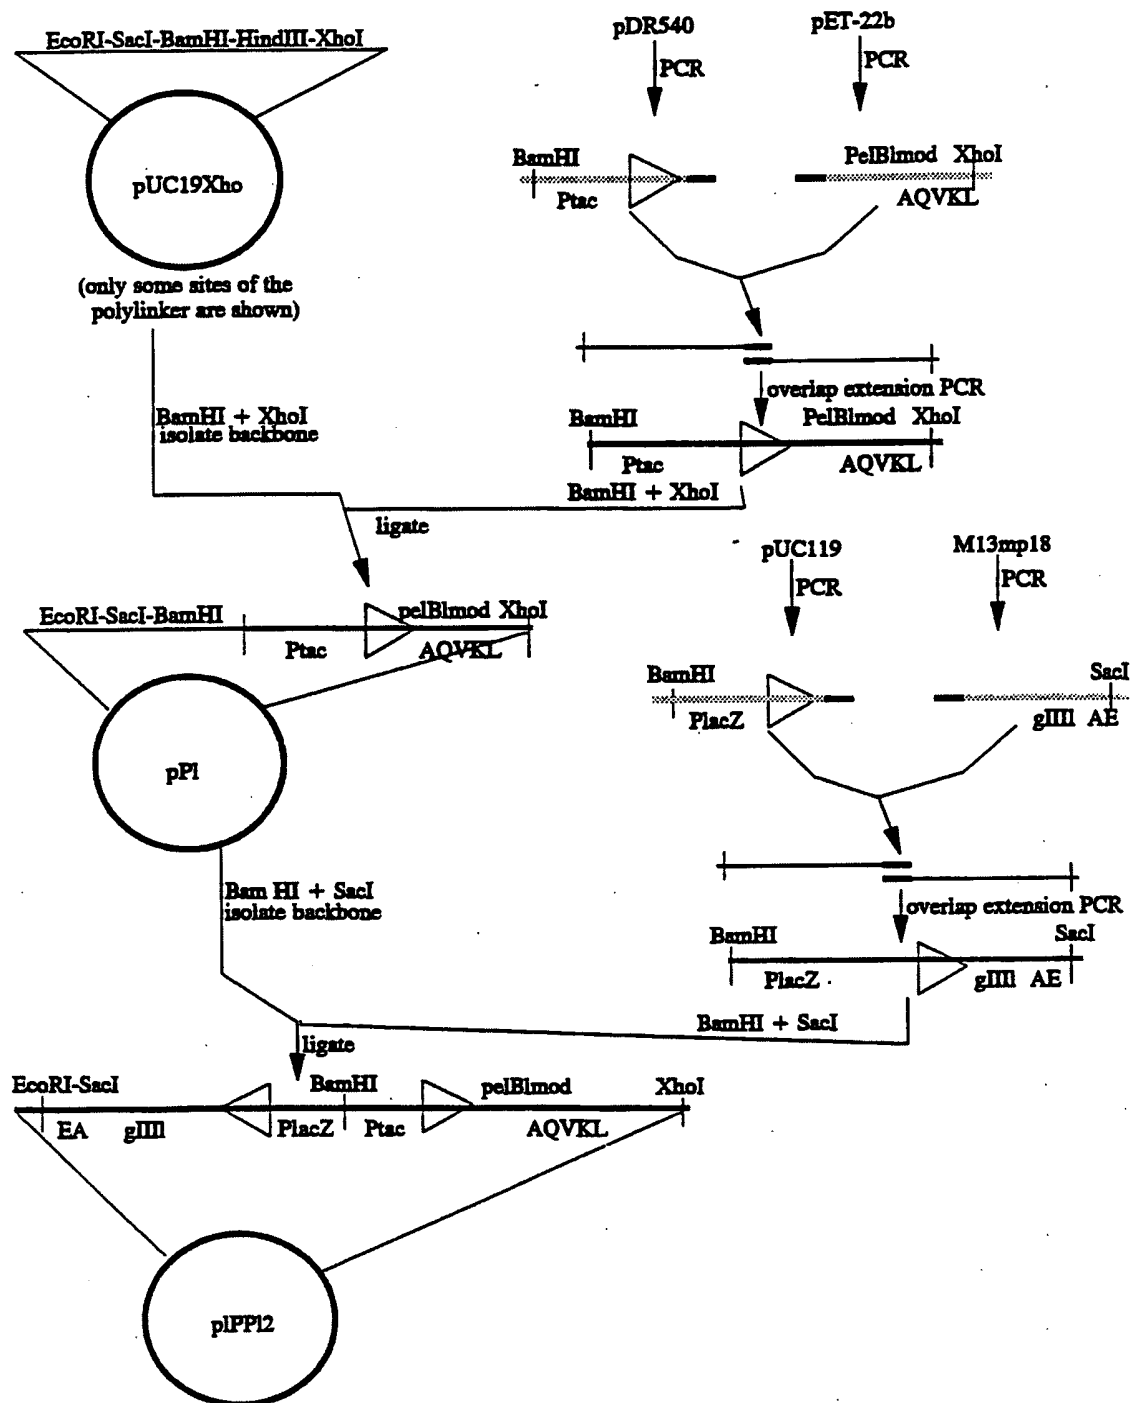 EcoRI-SacI-BamHI-HindIII-XhoI
pUC19Xho
(only some sites of the
polylinker are shown)
pDR540
PCR
pET-22b
PCR
BamHI
Ptac
PelBlmod XhoI
AQVKL
overlap extension PCR
BamHI
PelBlmod XhoI
Ptac
AQVKL
BamHI + XhoI
isolate backbone
BamHI + XhoI
ligate
EcoRI-SacI-BamHI
pelBlmod XhoI
Ptac
AQVKL
pPl
pUC119
PCR
M13mp18
PCR
BamHI
PlacZ
SacI
gIIIl AE
overlap extension PCR
BamHI
SacI
PlacZ
gIIIl AE
Bam HI + SacI
isolate backbone
BamHI + SacI
ligate
EcoRI-SacI
BamHI
pelBlmod
XhoI
EA
gIIIl
PlacZ
Ptac
AQVKL
plPPl2